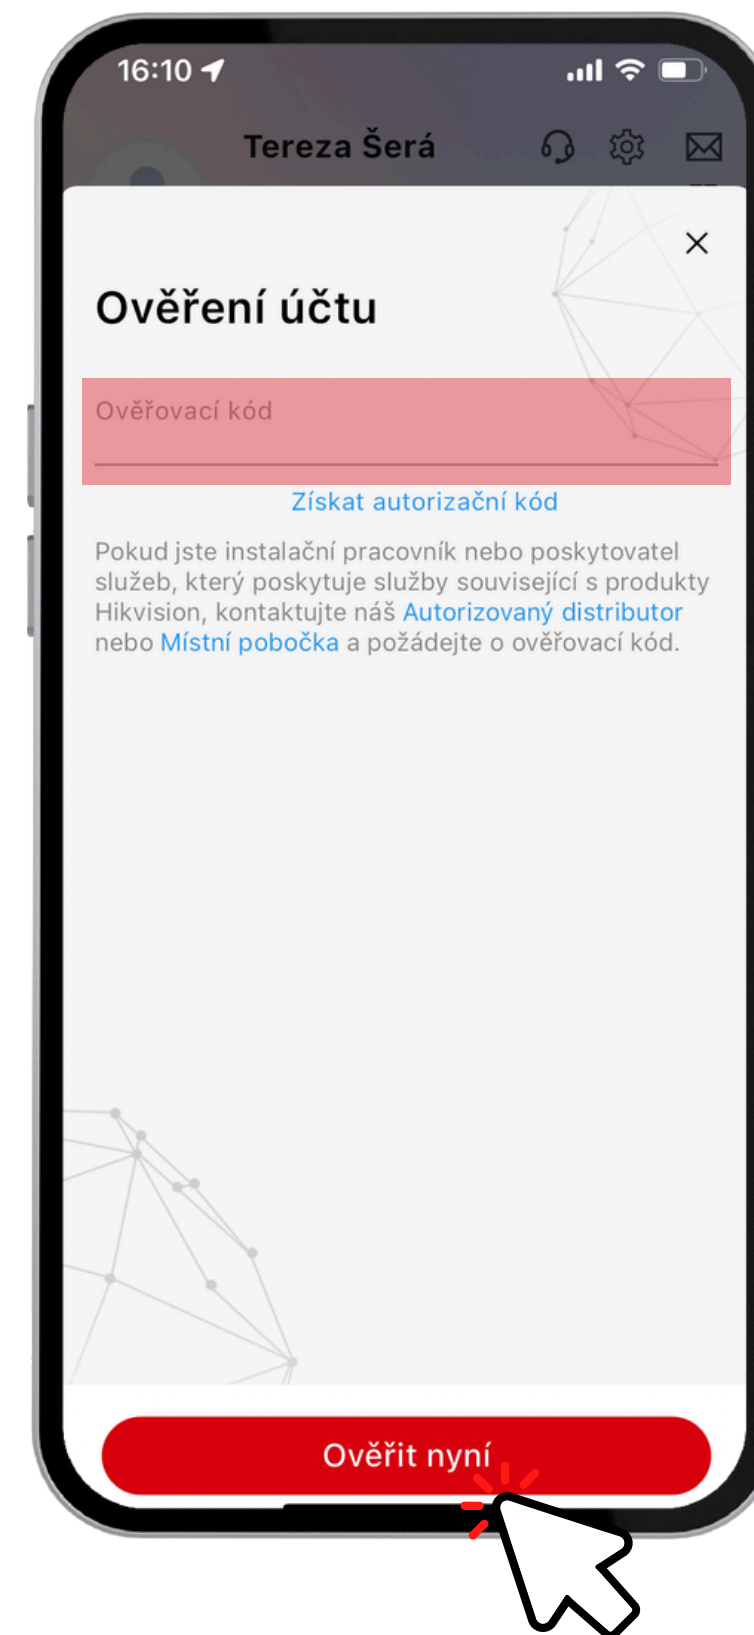 16:10
Tereza Šerá
Ověření účtu
Ověřovací kód
Získat autorizační kód
Pokud jste instalační pracovník nebo poskytovatel
služeb, který poskytuje služby související s produkty
Hikvision, kontaktujte náš Autorizovaný distributor
nebo Místní pobočka a požádejte o ověřovací kód.
Ověřit nyní